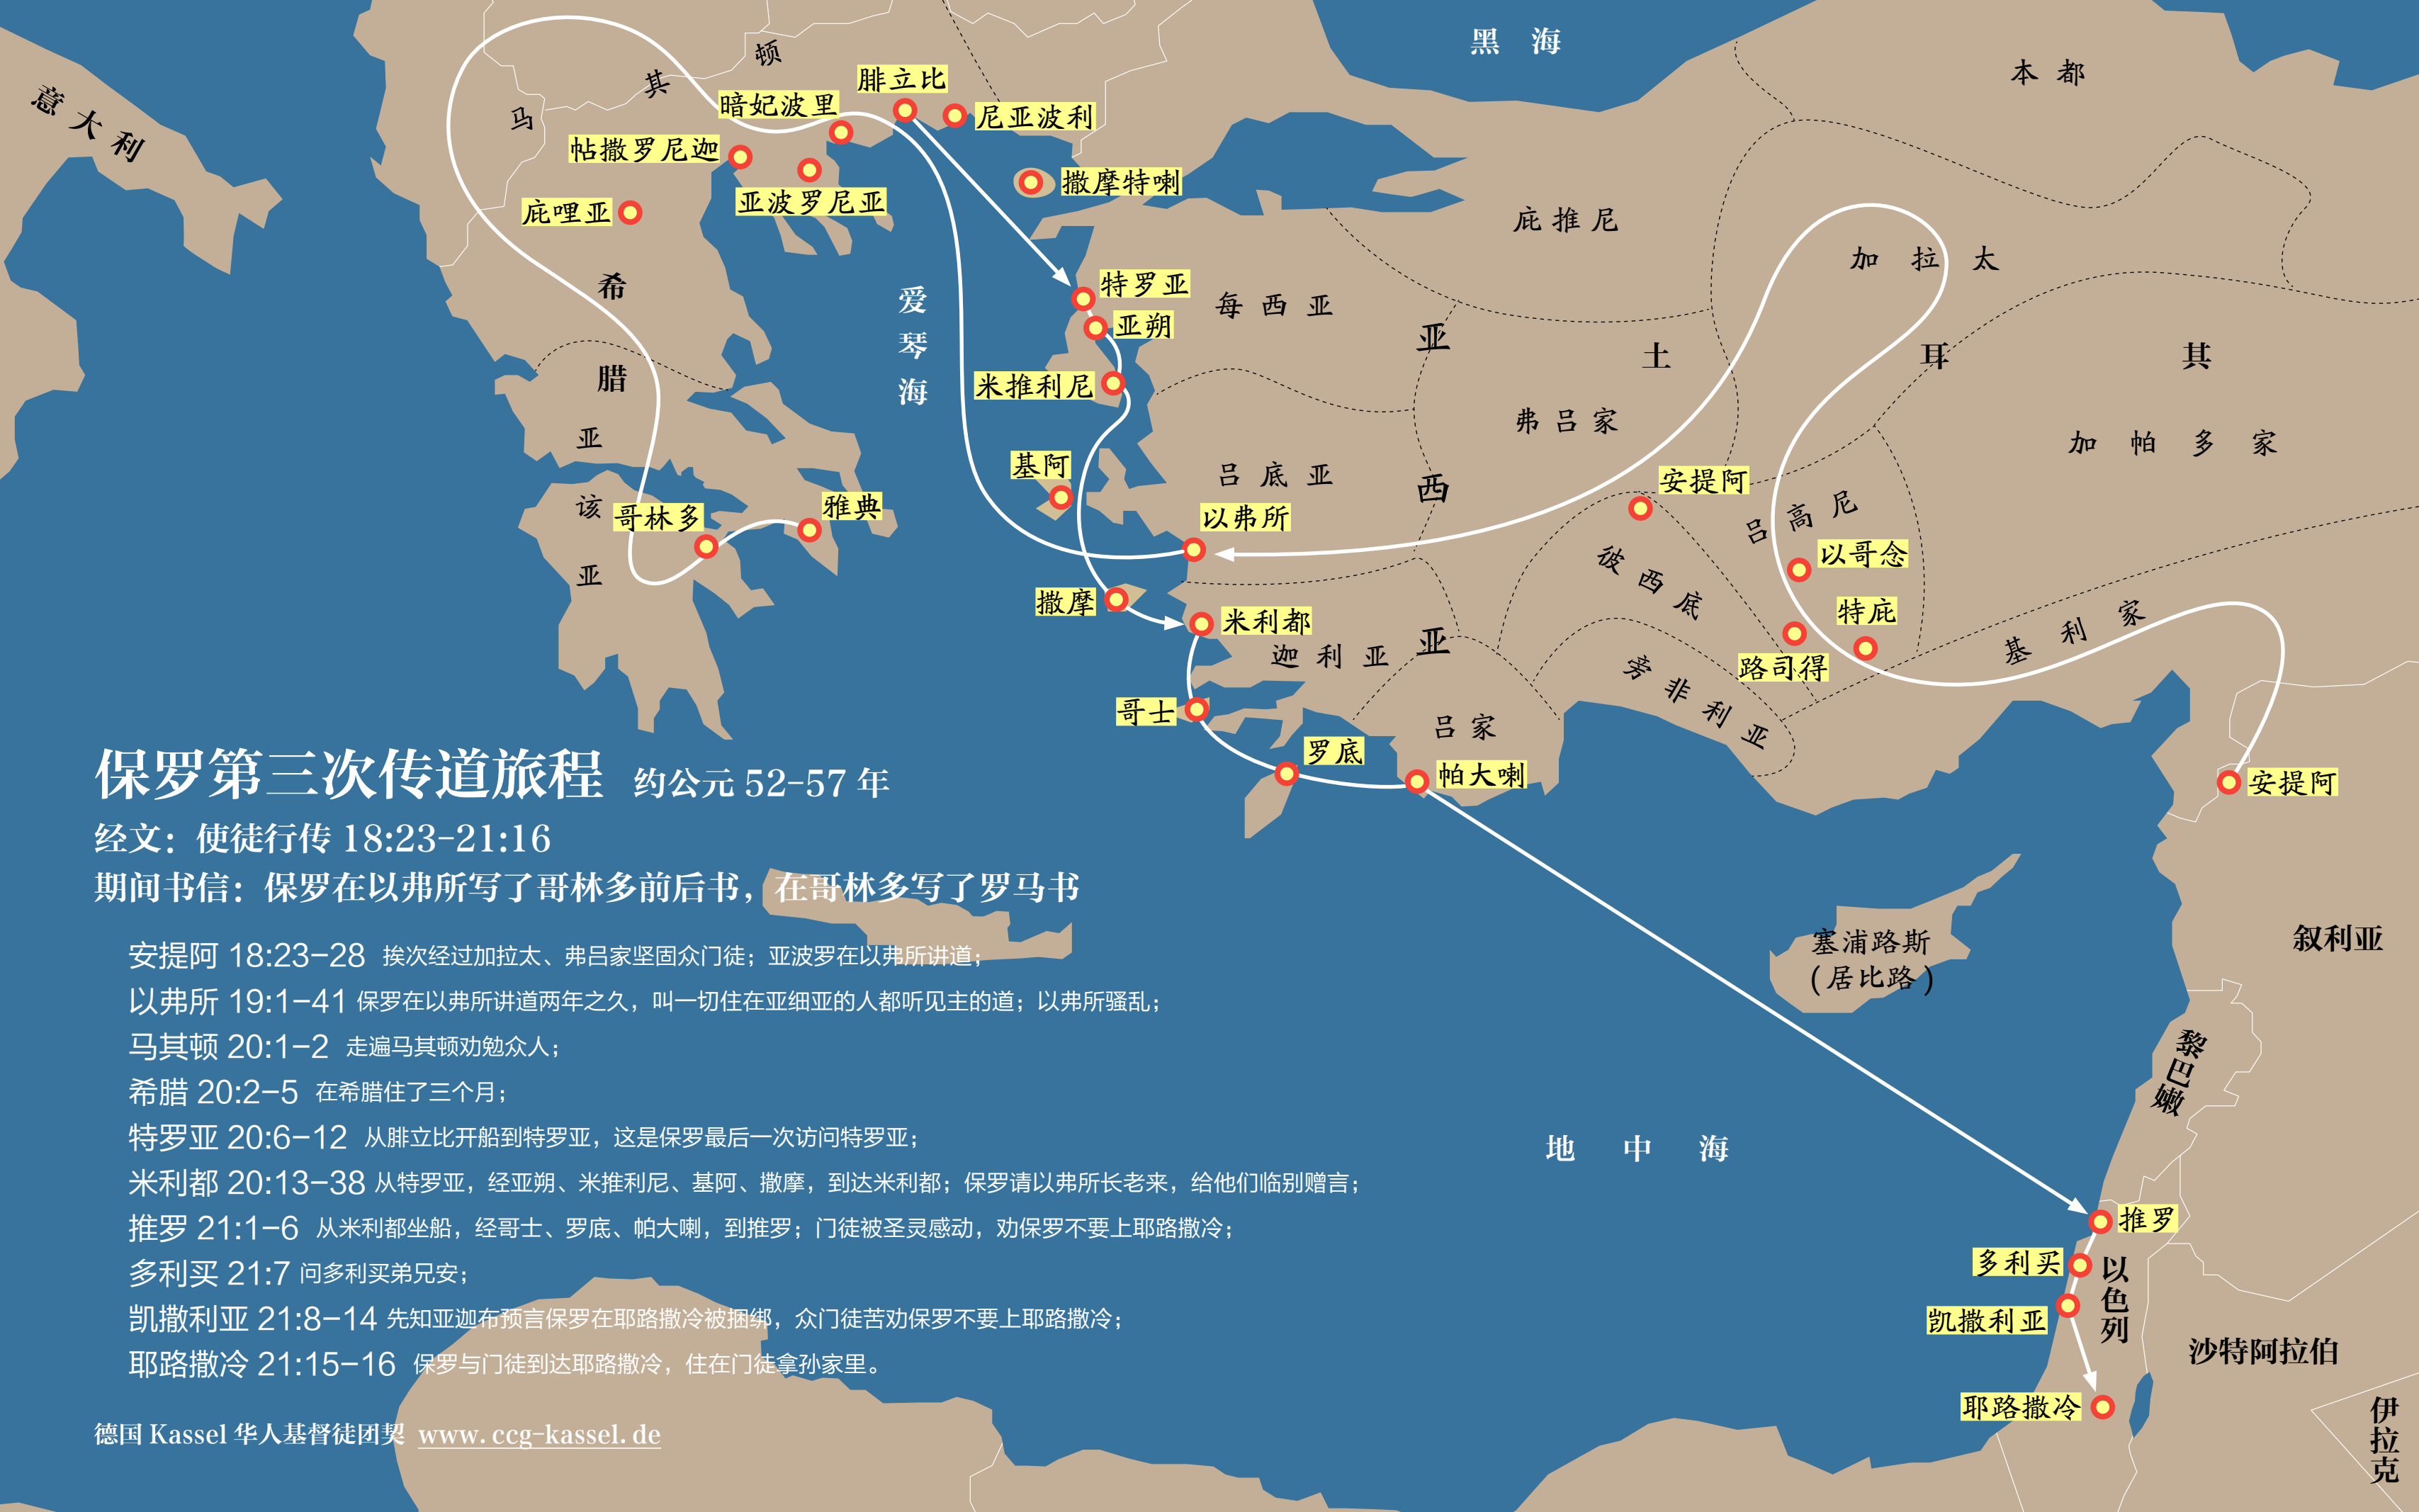 黑海
本都
意大利
马其顿
腓立比
暗妃波里
尼亚波利
帖撒罗尼迦
亚波罗尼亚
撒摩特喇
庇哩亚
庇推尼
加拉太
希腊
爱琴海
特罗亚
亚朔
每西亚
亚西亚
土耳其
米推利尼
弗吕家
加帕多家
亚该亚
基阿
吕底亚
安提阿
哥林多
雅典
以弗所
吕高尼
以哥念
彼西底
撒摩
米利都
特庇
路司得
基利家
迦利亚
旁非利亚
哥士
吕家
罗底
帕大喇
安提阿
保罗第三次传道旅程 约公元 52-57 年
经文：使徒行传 18:23-21:16
期间书信：保罗在以弗所写了哥林多前后书，在哥林多写了罗马书
安提阿 18:23-28 挨次经过加拉太、弗吕家坚固众门徒；亚波罗在以弗所讲道；
以弗所 19:1-41 保罗在以弗所讲道两年之久，叫一切住在亚细亚的人都听见主的道；以弗所骚乱；
马其顿 20:1-2 走遍马其顿劝勉众人；
希腊 20:2-5 在希腊住了三个月；
特罗亚 20:6-12 从腓立比开船到特罗亚，这是保罗最后一次访问特罗亚；
米利都 20:13-38 从特罗亚，经亚朔、米推利尼、基阿、撒摩，到达米利都；保罗请以弗所长老来，给他们临别赠言；
推罗 21:1-6 从米利都坐船，经哥士、罗底、帕大喇，到推罗；门徒被圣灵感动，劝保罗不要上耶路撒冷；
多利买 21:7 问多利买弟兄安；
凯撒利亚 21:8-14 先知亚迦布预言保罗在耶路撒冷被捆绑，众门徒苦劝保罗不要上耶路撒冷；
耶路撒冷 21:15-16 保罗与门徒到达耶路撒冷，住在门徒拿孙家里。
德国 Kassel 华人基督徒团契 www.ccg-kassel.de
塞浦路斯
(居比路)
叙利亚
黎巴嫩
地中海
推罗
多利买
以色列
凯撒利亚
沙特阿拉伯
耶路撒冷
伊拉克